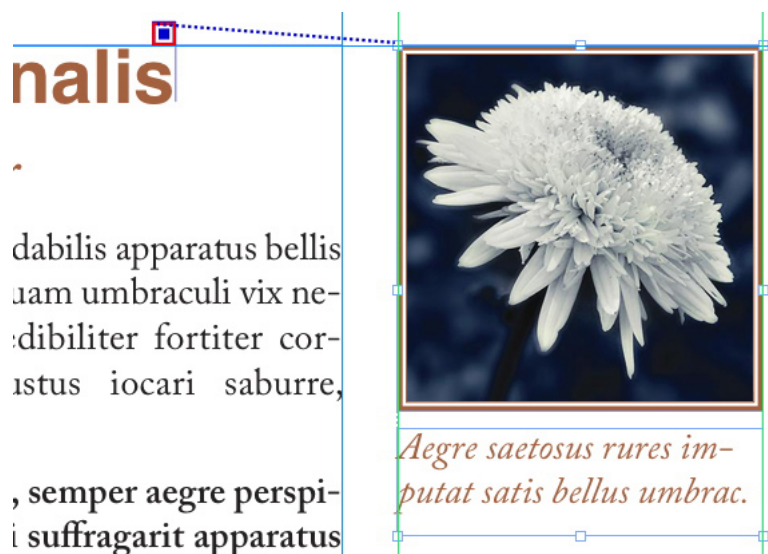 nalis
r
dabilis apparatus bellis
uam umbraculi vix ne-
edibiliter fortiter cor-
ustus iocari saburre,
, semper aegre perspi-
i suffragarit apparatus
Aegre saetosus rures im-
putat satis bellus umbrac.